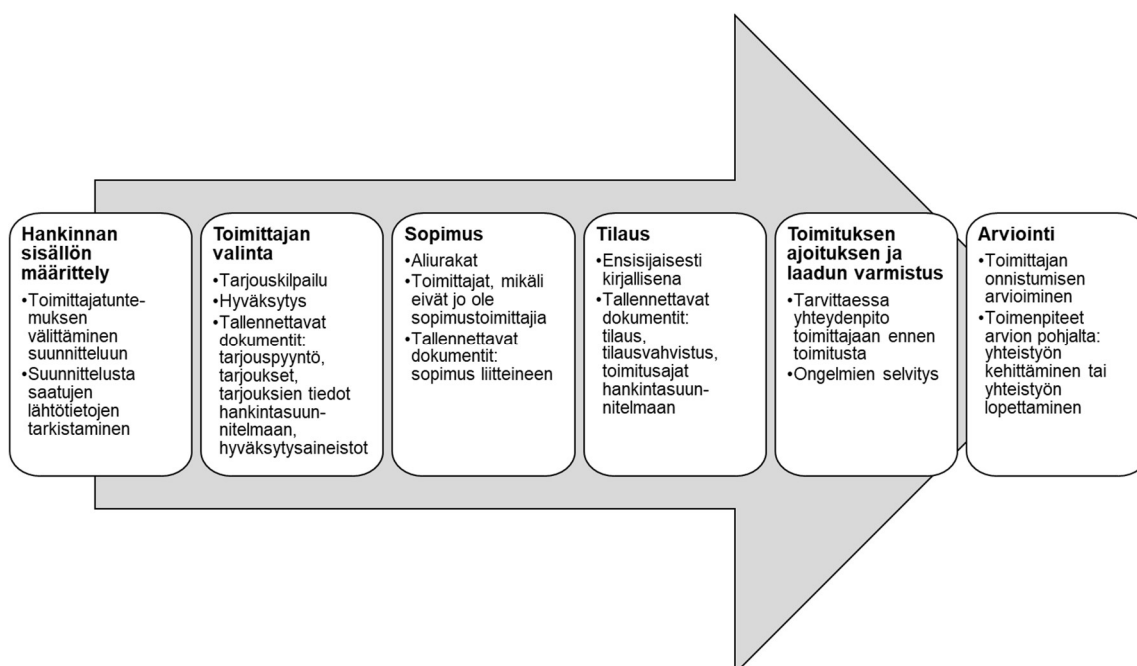 Hankinnan
sisällön
määrittely
•Toimittajatunte-
muksen
välittäminen
suunnitteluun
•Suunnittelusta
saatujen
lähtötietojen
tarkistaminen
Toimittajan
valinta
•Tarjouskilpailu
•Hyväksytys
•Tallennettavat
dokumentit:
tarjouspyyntö,
tarjoukset,
tarjouksien tiedot
hankintasuun-
nitelmaan,
hyväksytysaineistot
Sopimus
•Aliurakat
•Toimittajat, mikäli
eivät jo ole
sopimustoimittajia
•Tallennettavat
dokumentit:
sopimus liitteineen
Tilaus
•Ensisijaisesti
kirjallisena
•Tallennettavat
dokumentit:
tilaus,
tilausvahvistus,
toimitusajat
hankintasuun-
nitelmaan
Toimituksen
ajoituksen ja
laadun varmistus
•Tarvittaessa
yhteydenpito
toimittajaan ennen
toimitusta
•Ongelmien selvitys
Arviointi
•Toimittajan
onnistumisen
arvioiminen
•Toimenpiteet
arvion pohjalta:
yhteistyön
kehittäminen tai
yhteistyön
lopettaminen